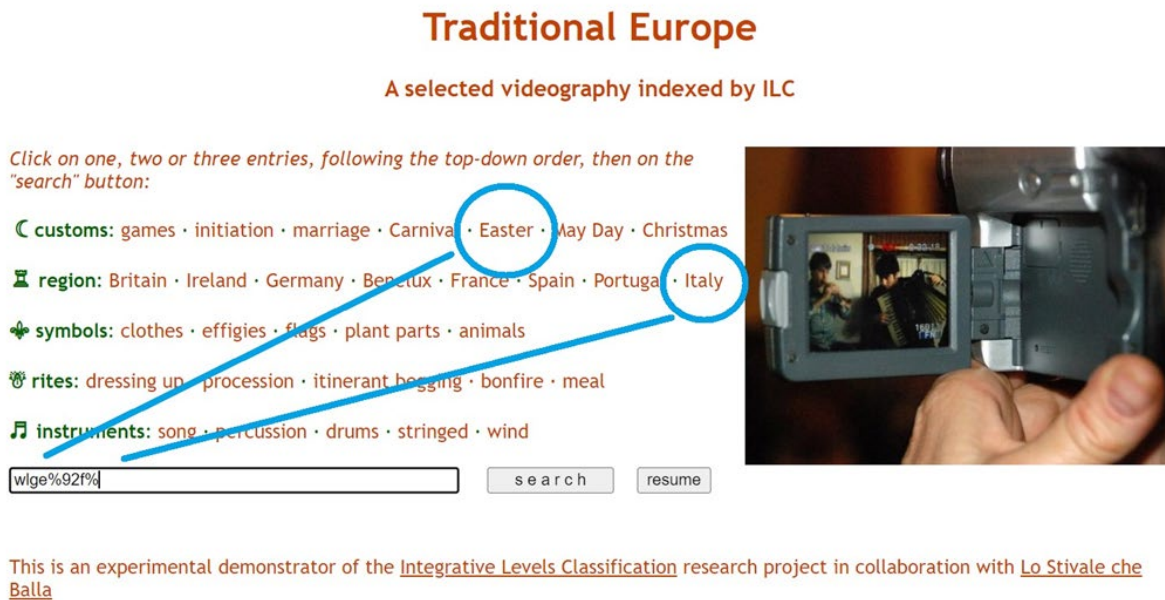 Traditional Europe
A selected videography indexed by ILC
Click on one, two or three entries, following the top-down order, then on the
"search" button:
customs: games · initiation · marriage · Carnival · Easter · May Day · Christmas
region: Britain · Ireland · Germany · Benelux · France · Spain · Portugal · Italy
symbols: clothes · effigies · flags · plant parts · animals
rites: dressing up · procession · itinerant begging · bonfire · meal
instruments: song · percussion · drums · stringed · wind
wlge%92f%
search resume
This is an experimental demonstrator of the Integrative Levels Classification research project in collaboration with Lo Stivale che
Balla